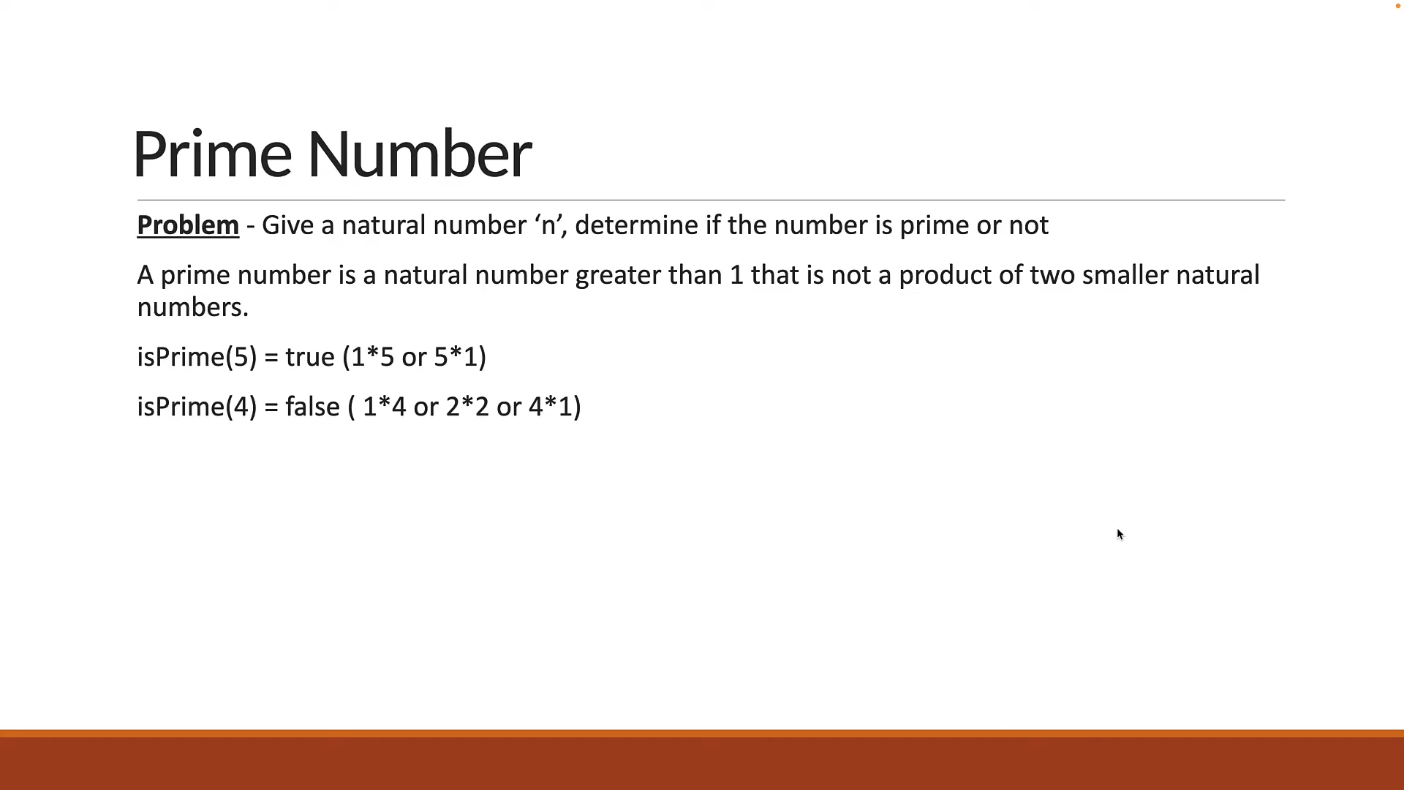 Prime Number
Problem - Give a natural number ‘n’, determine if the number is prime or not
A prime number is a natural number greater than 1 that is not a product of two smaller natural
numbers.
isPrime(5) = true (1*5 or 5*1)
isPrime(4) = false ( 1*4 or 2*2 or 4*1)